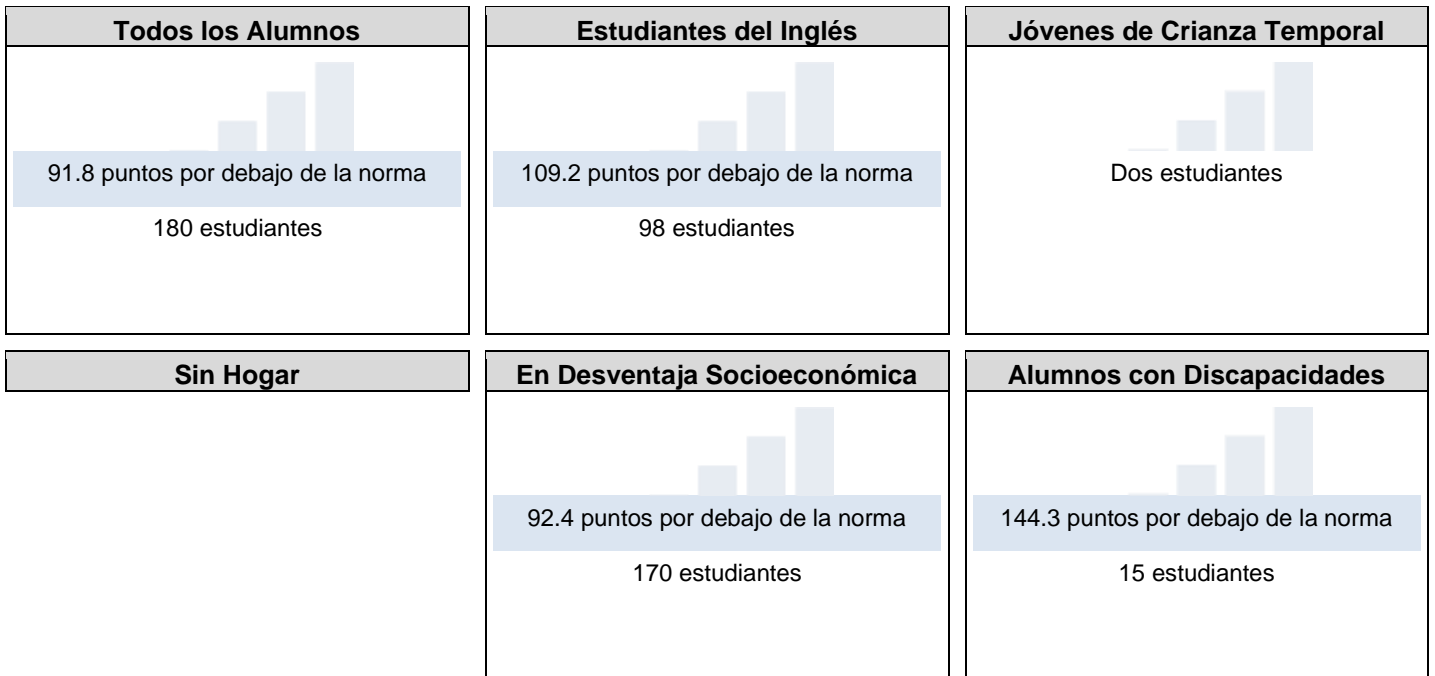 Todos los Alumnos
91.8 puntos por debajo de la norma
180 estudiantes
Estudiantes del Inglés
109.2 puntos por debajo de la norma
98 estudiantes
Jóvenes de Crianza Temporal
Dos estudiantes
Sin Hogar
En Desventaja Socioeconómica
92.4 puntos por debajo de la norma
170 estudiantes
Alumnos con Discapacidades
144.3 puntos por debajo de la norma
15 estudiantes